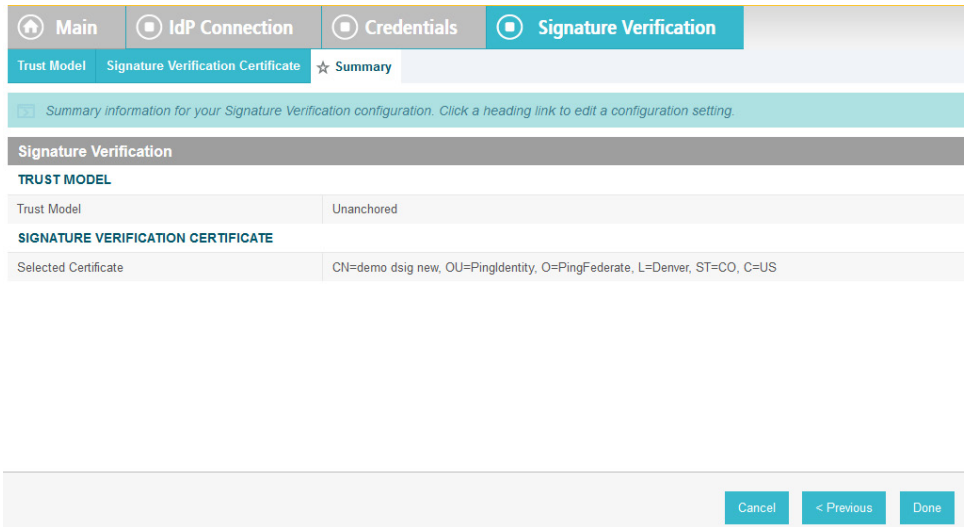 Main IdP Connection Credentials Signature Verification
Trust Model Signature Verification Certificate Summary
Summary information for your Signature Verification configuration. Click a heading link to edit a configuration setting.
Signature Verification
TRUST MODEL
Trust Model Unanchored
SIGNATURE VERIFICATION CERTIFICATE
Selected Certificate CN=demo dsig new, OU=PingIdentity, O=PingFederate, L=Denver, ST=CO, C=US
Cancel < Previous Done